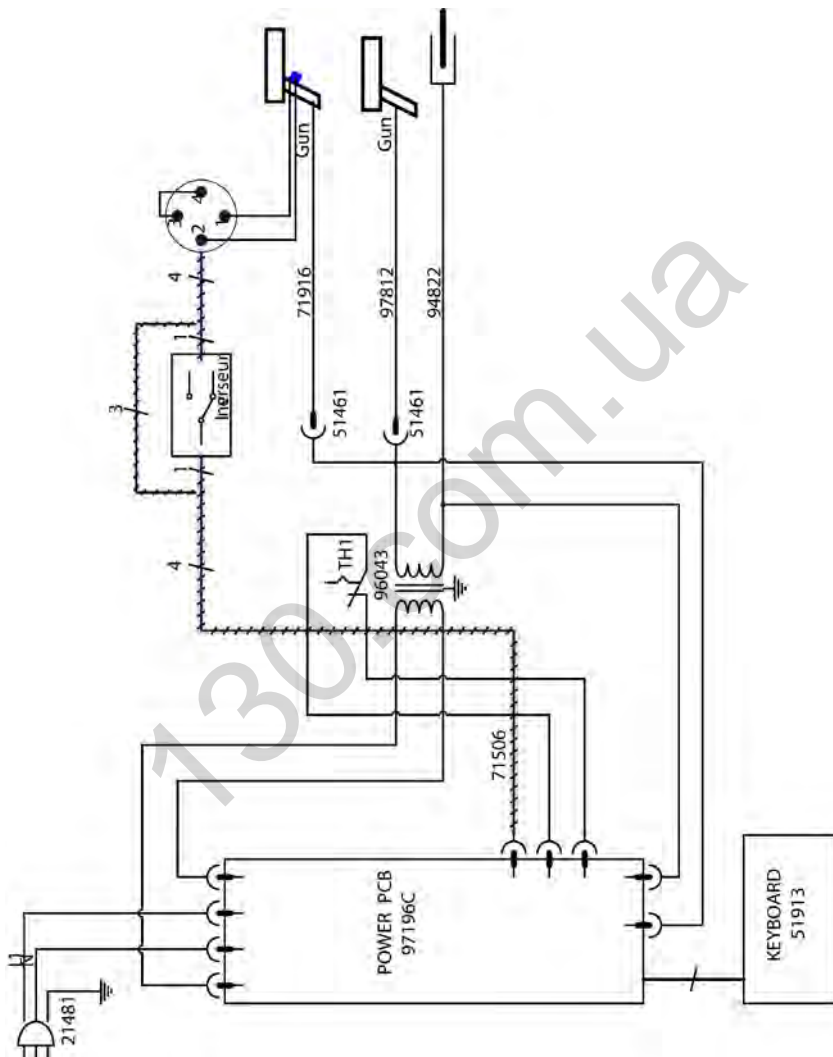 Gun
Gun
4
3
1
2
4
1
3
Inerseur
1
4
71916
97812
94822
51461
51461
TH1
96043
71506
POWER PCB
97196C
KEYBOARD
51913
21481
130.com.ua